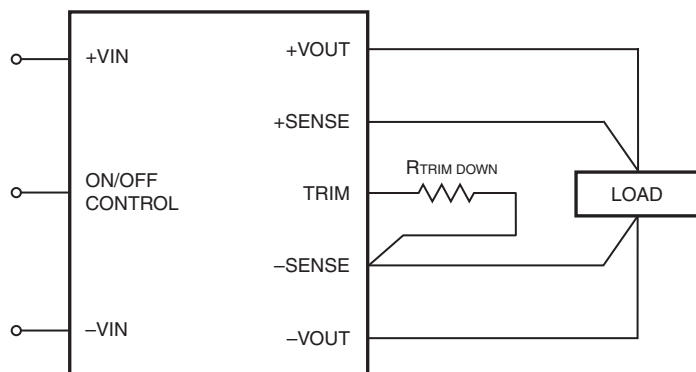 +VIN
ON/OFF
CONTROL
–VIN
+VOUT
+SENSE
TRIM
–SENSE
–VOUT
RTRIM DOWN
LOAD